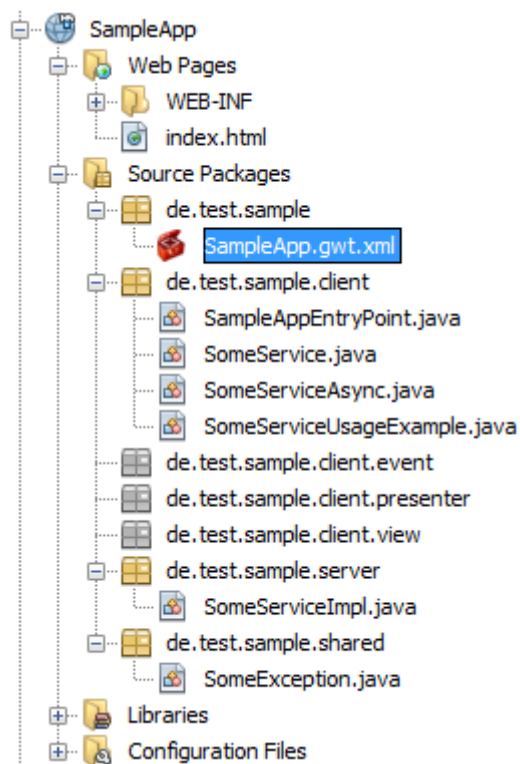 SampleApp
Web Pages
WEB-INF
index.html
Source Packages
de.test.sample
SampleApp.gwt.xml
de.test.sample.client
SampleAppEntryPoint.java
SomeService.java
SomeServiceAsync.java
SomeServiceUsageExample.java
de.test.sample.client.event
de.test.sample.client.presenter
de.test.sample.client.view
de.test.sample.server
SomeServiceImpl.java
de.test.sample.shared
SomeException.java
Libraries
Configuration Files